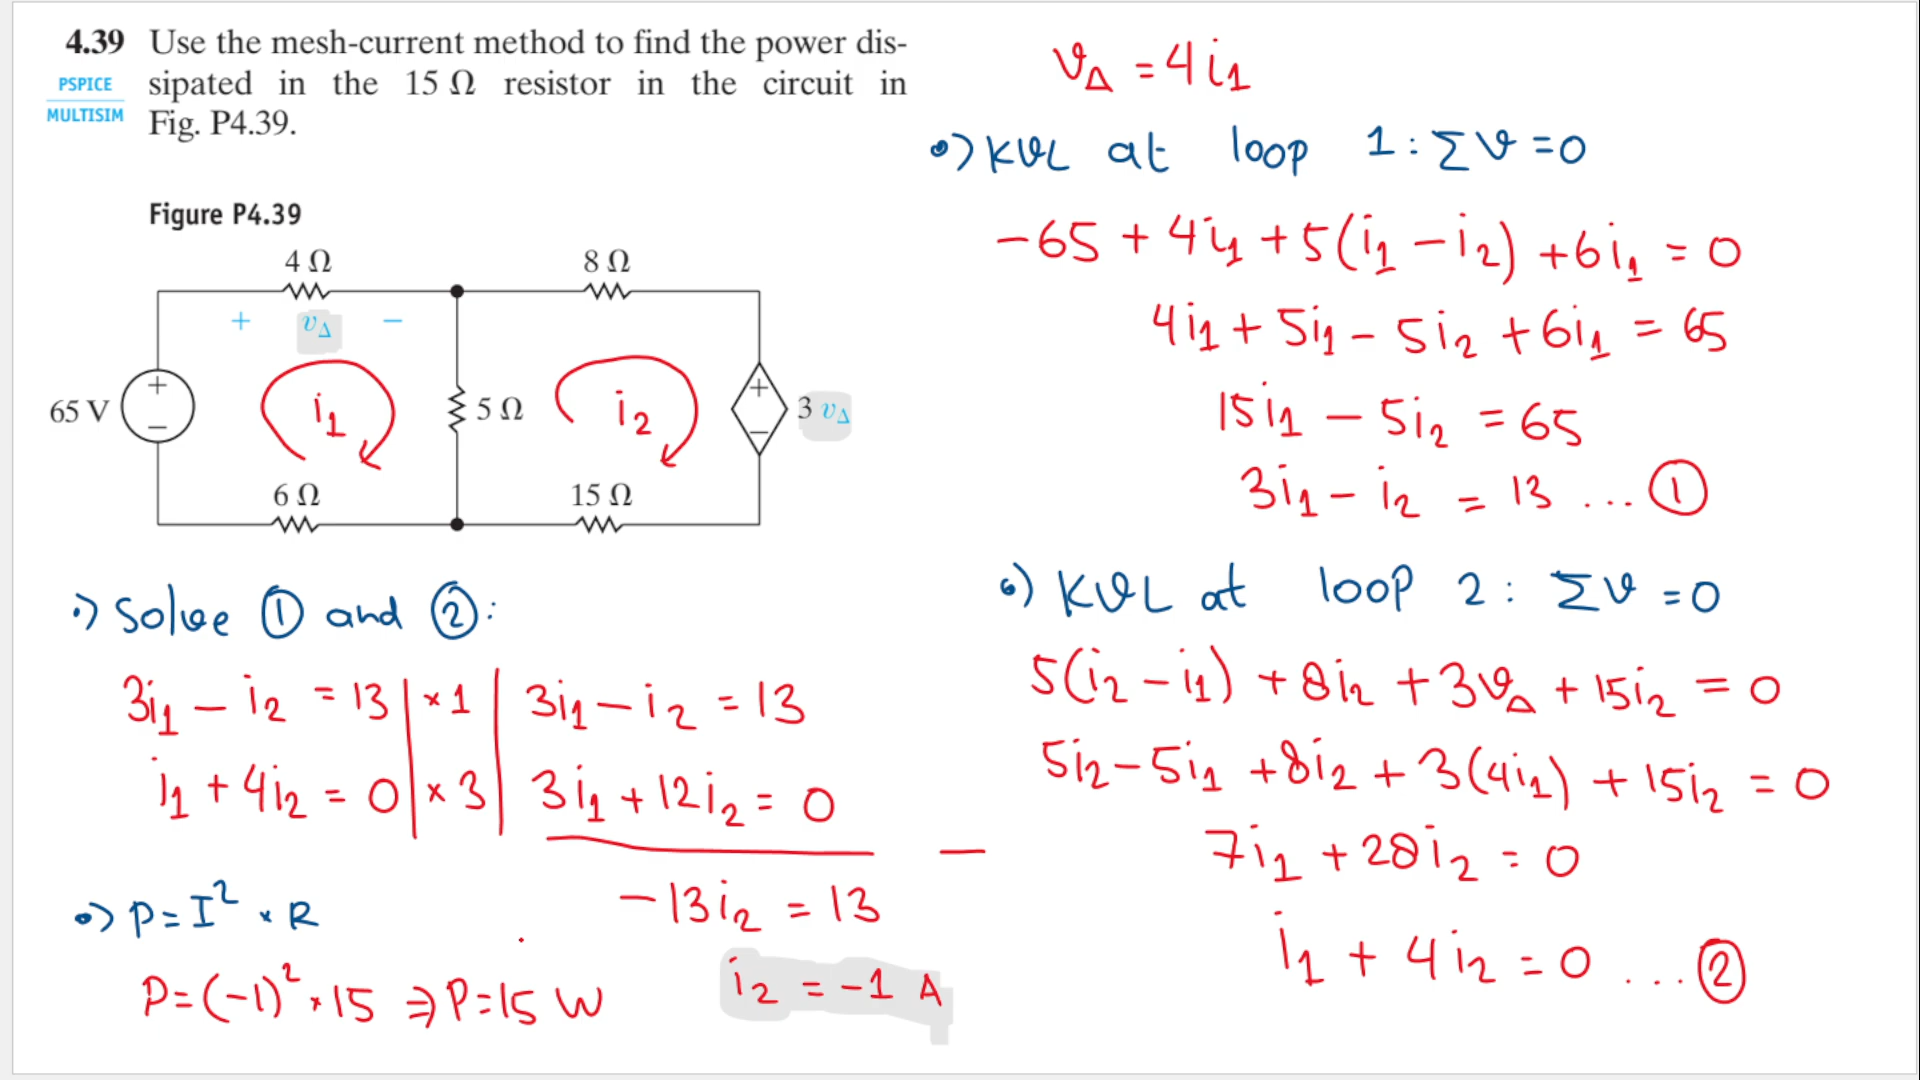 4.39 Use the mesh-current method to find the power dis-
PSPICE sipated in the 15 Ω resistor in the circuit in
MULTISIM Fig. P4.39.
Figure P4.39
4 Ω
8 Ω
+ v∆ −
65 V
+
−
i1
5 Ω
i2
+
−
3 v∆
6 Ω
15 Ω
v∆ = 4i1
•) KVL at loop 1 : Σv = 0
-65 + 4i1 + 5(i1 - i2) + 6i1 = 0
4i1 + 5i1 - 5i2 + 6i1 = 65
15i1 - 5i2 = 65
3i1 - i2 = 13 ... ①
•) KVL at loop 2 : Σv = 0
5(i2 - i1) + 8i2 + 3v∆ + 15i2 = 0
5i2 - 5i1 + 8i2 + 3(4i1) + 15i2 = 0
7i1 + 28i2 = 0
i1 + 4i2 = 0 ... ②
•) Solve ① and ② :
3i1 - i2 = 13 | × 1 | 3i1 - i2 = 13
i1 + 4i2 = 0 | × 3 | 3i1 + 12i2 = 0
−
-13i2 = 13
i2 = -1 A
•) P = I² × R
P = (-1)² × 15 ⇒ P = 15 W